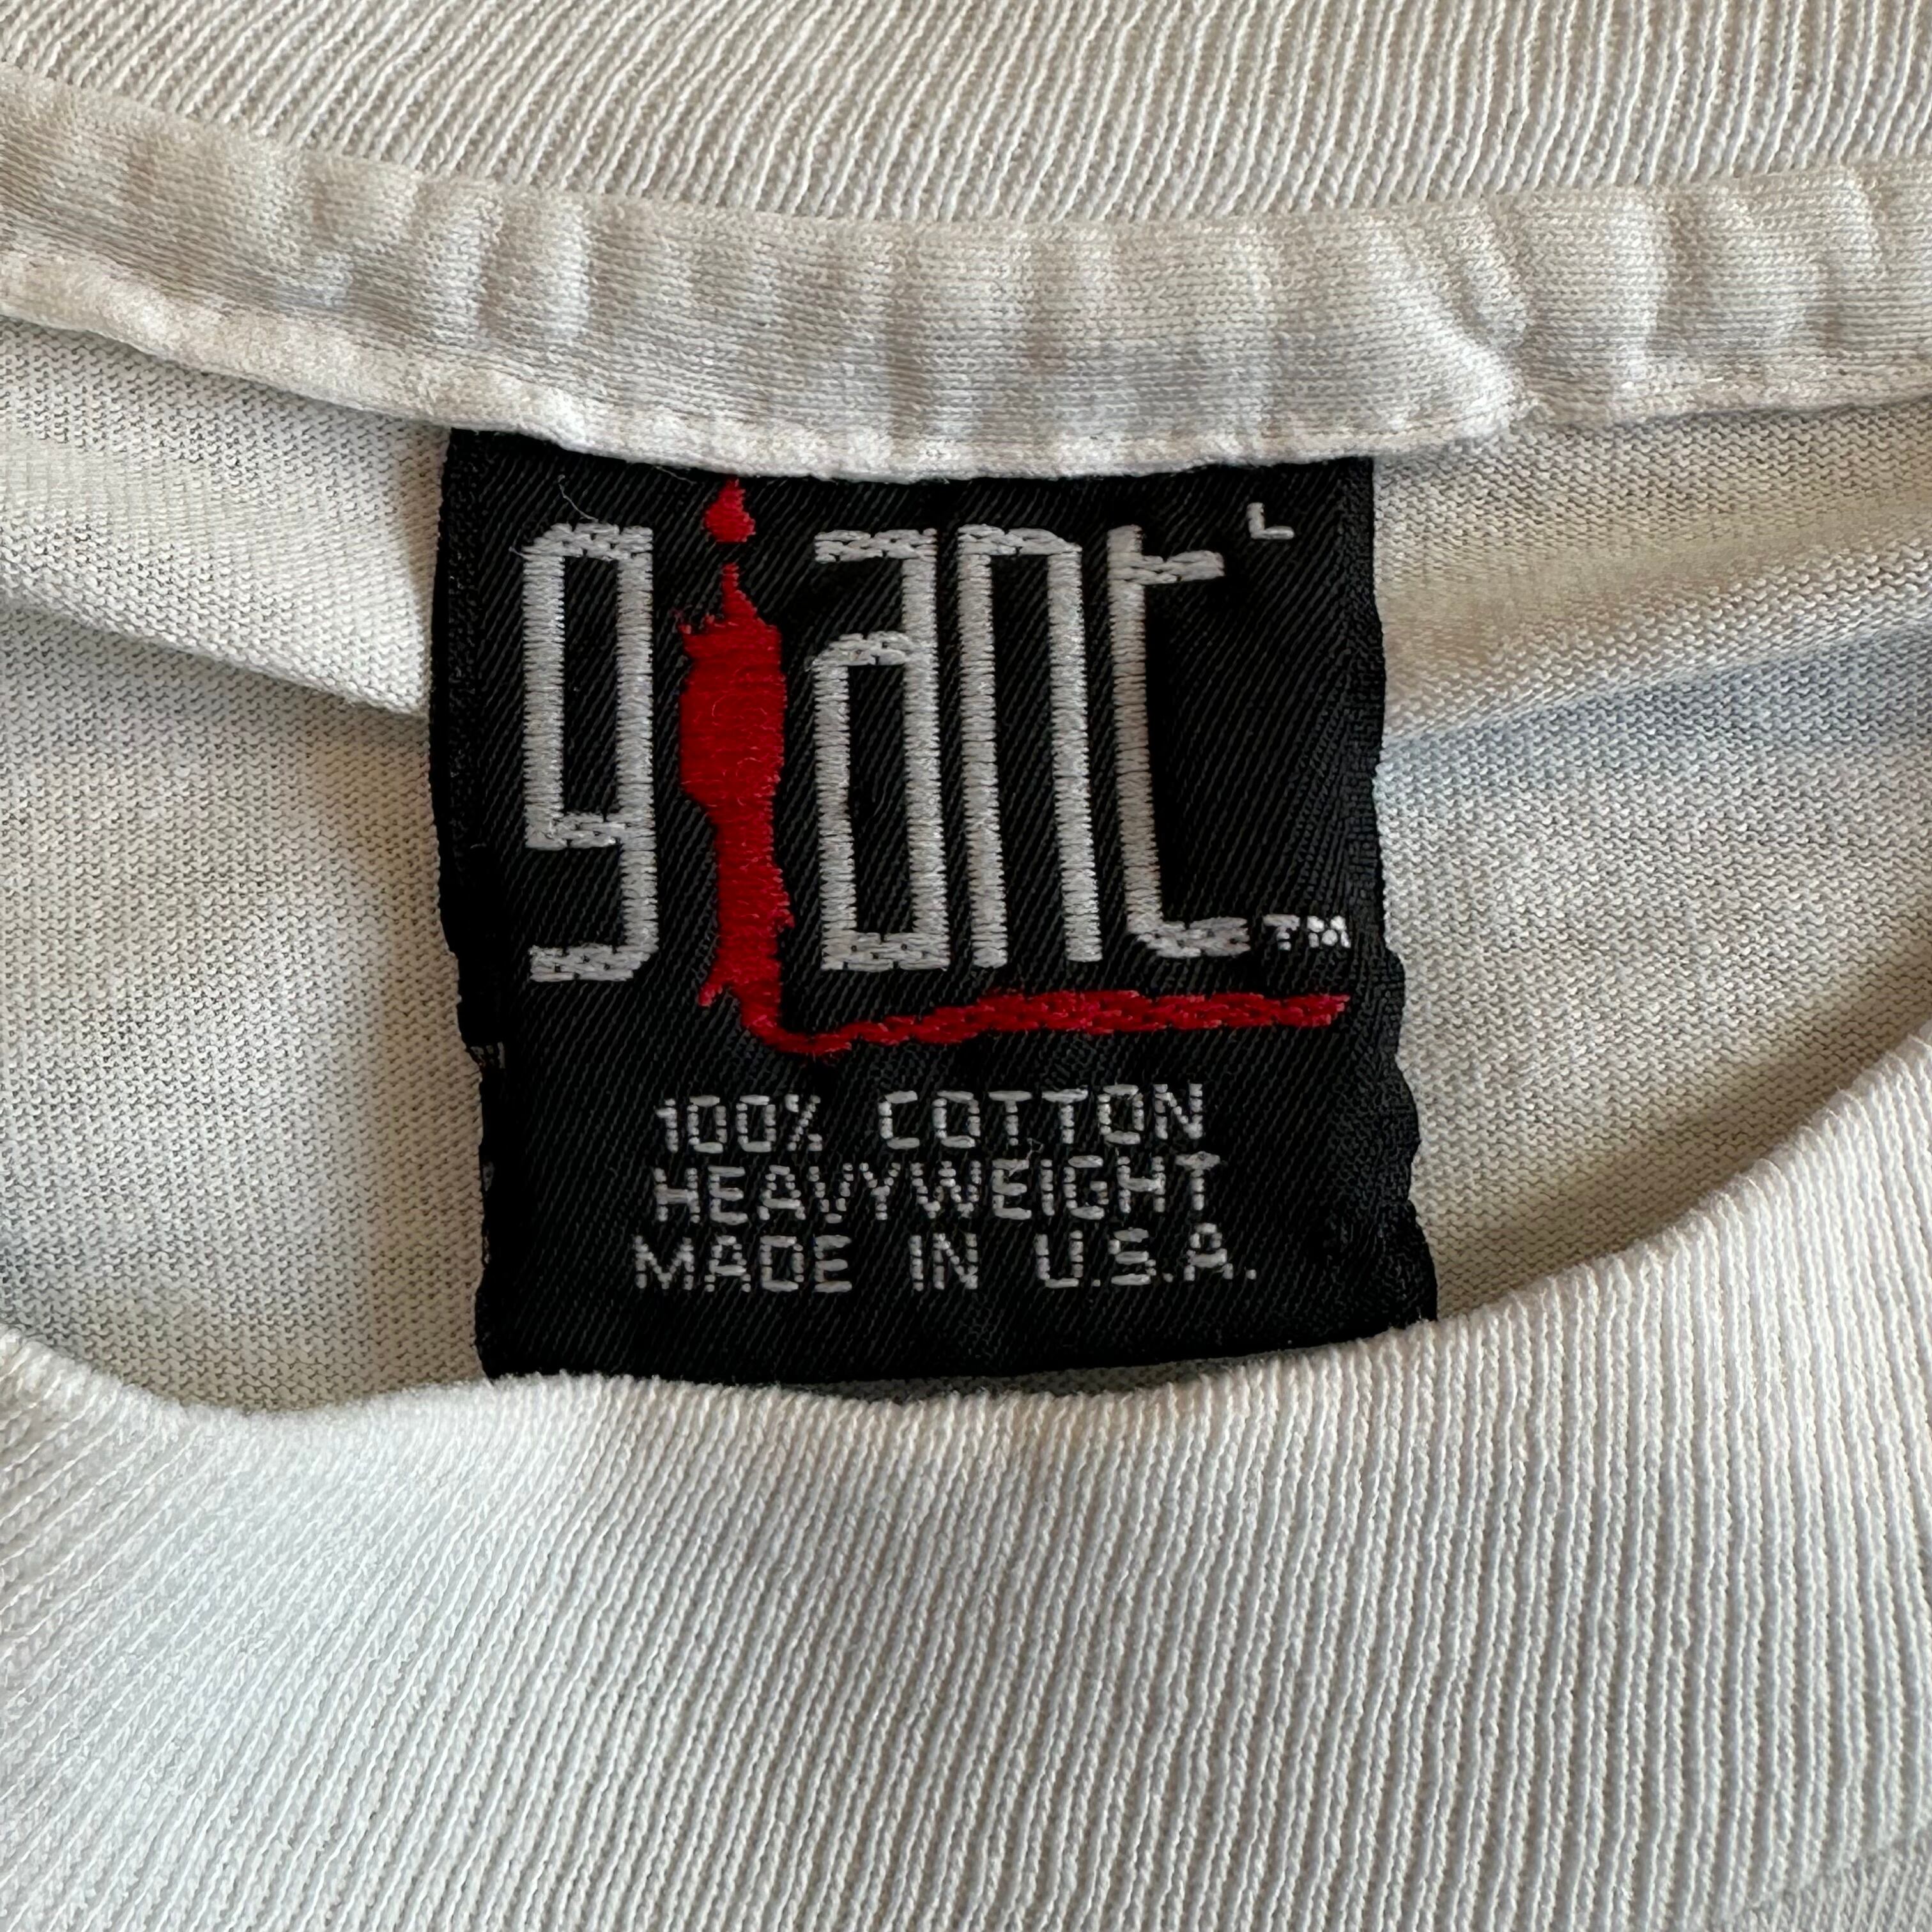 giant L
TM
100% COTTON
HEAVYWEIGHT
MADE IN U.S.A.